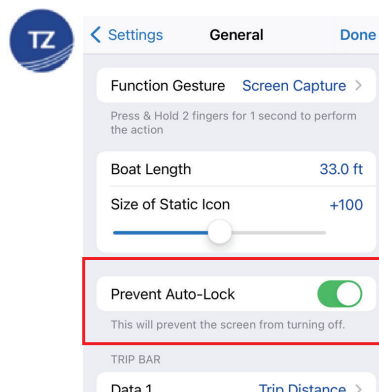 TZ
Settings General Done
Function Gesture Screen Capture
Press & Hold 2 fingers for 1 second to perform
the action
Boat Length 33.0 ft
Size of Static Icon +100
Prevent Auto-Lock
This will prevent the screen from turning off.
TRIP BAR
Data 1 Trip Distance